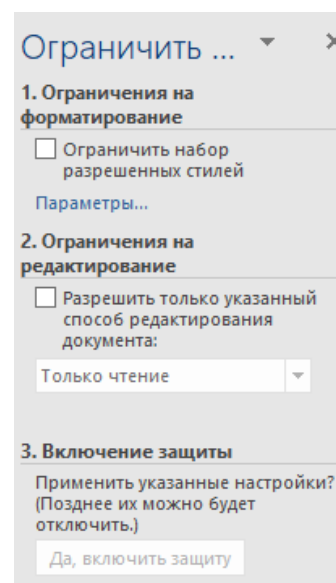 Ограничить ...
1. Ограничения на
форматирование
Ограничить набор
разрешенных стилей
Параметры...
2. Ограничения на
редактирование
Разрешить только указанный
способ редактирования
документа:
Только чтение
3. Включение защиты
Применить указанные настройки?
(Позднее их можно будет
отключить.)
Да, включить защиту